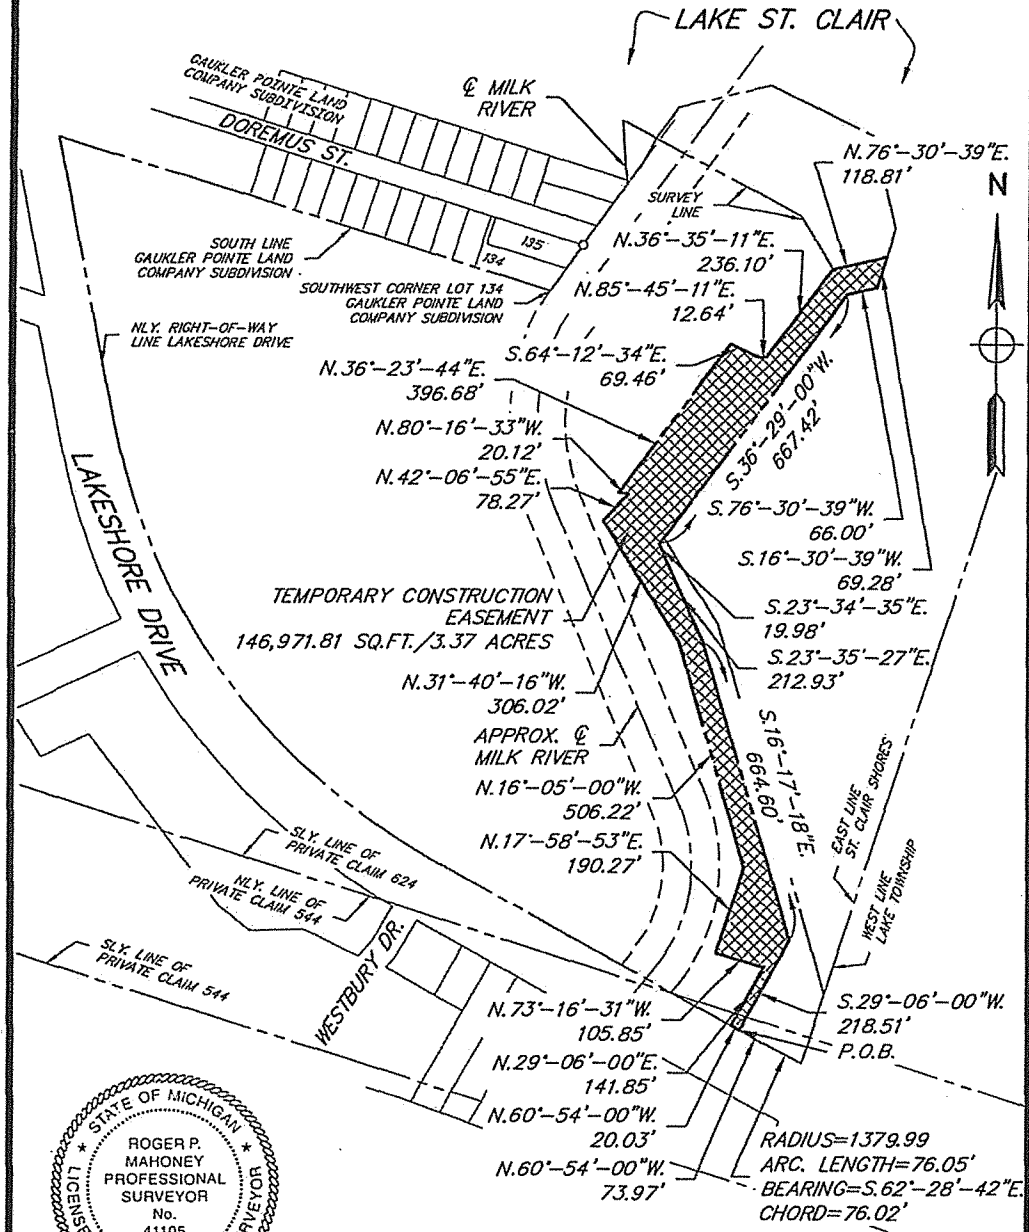 LAKE ST. CLAIR
GAUKLER POINTE LAND
COMPANY SUBDIVISION
DOREMUS ST.
℄ MILK
RIVER
N.76°-30'-39"E.
118.81'
N
SURVEY
LINE
N.36°-35'-11"E.
236.10'
135
134
SOUTH LINE
GAUKLER POINTE LAND
COMPANY SUBDIVISION
SOUTHWEST CORNER LOT 134
GAUKLER POINTE LAND
COMPANY SUBDIVISION
N.85°-45'-11"E.
12.64'
NLY. RIGHT-OF-WAY
LINE LAKESHORE DRIVE
S.64°-12'-34"E.
69.46'
N.36°-23'-44"E.
396.68'
S.36°-29'-00"W.
667.42'
N.80°-16'-33"W.
20.12'
N.42°-06'-55"E.
78.27'
LAKESHORE DRIVE
S.76°-30'-39"W.
66.00'
S.16°-30'-39"W.
69.28'
TEMPORARY CONSTRUCTION
EASEMENT
146,971.81 SQ.FT./3.37 ACRES
S.23°-34'-35"E.
19.98'
S.23°-35'-27"E.
212.93'
N.31°-40'-16"W.
306.02'
APPROX. ℄
MILK RIVER
S.16°-17'-18"E.
664.60'
N.16°-05'-00"W.
506.22'
EAST LINE
ST. CLAIR SHORES
WEST LINE
LAKE TOWNSHIP
N.17°-58'-53"E.
190.27'
SLY. LINE OF
PRIVATE CLAIM 624
NLY. LINE OF
PRIVATE CLAIM 544
SLY. LINE OF
PRIVATE CLAIM 544
WESTBURY DR.
N.73°-16'-31"W.
105.85'
S.29°-06'-00"W.
218.51'
P.O.B.
N.29°-06'-00"E.
141.85'
N.60°-54'-00"W.
20.03'
N.60°-54'-00"W.
73.97'
RADIUS=1379.99
ARC. LENGTH=76.05'
BEARING=S.62°-28'-42"E.
CHORD=76.02'
STATE OF MICHIGAN
ROGER P.
MAHONEY
PROFESSIONAL
SURVEYOR
No.
41105